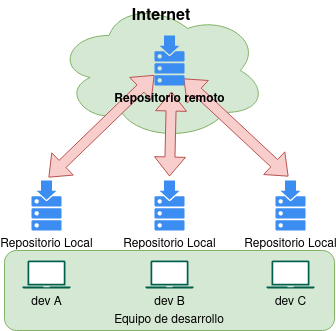 Internet
Repositorio remoto
Repositorio Local
Repositorio Local
Repositorio Local
dev A
dev B
dev C
Equipo de desarrollo